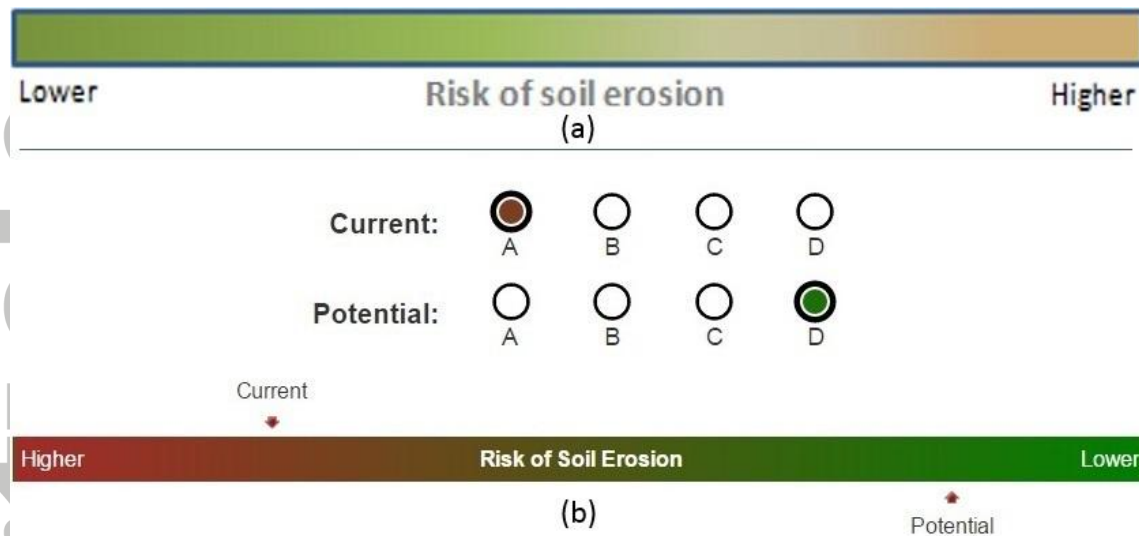 Lower Risk of soil erosion Higher
(a)
Current:
A B C D
Potential:
A B C D
Current
Higher Risk of Soil Erosion Lower
(b)
Potential